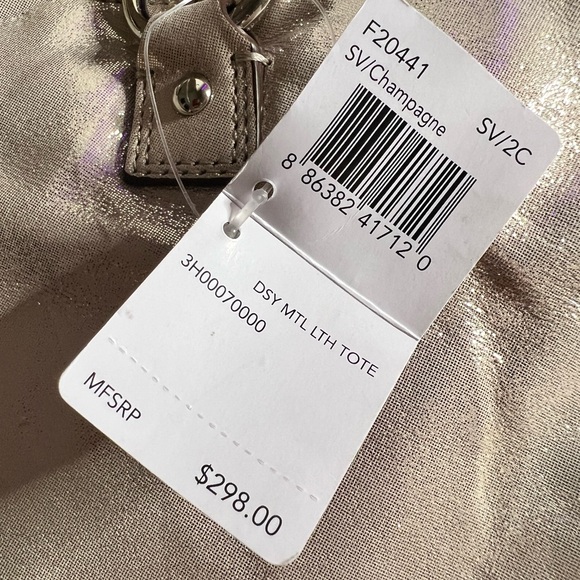 F20441
SV/Champagne
SV/2C
8 86382 41712 0
DSY MTL LTH TOTE
3H00070000
MFSRP
$298.00